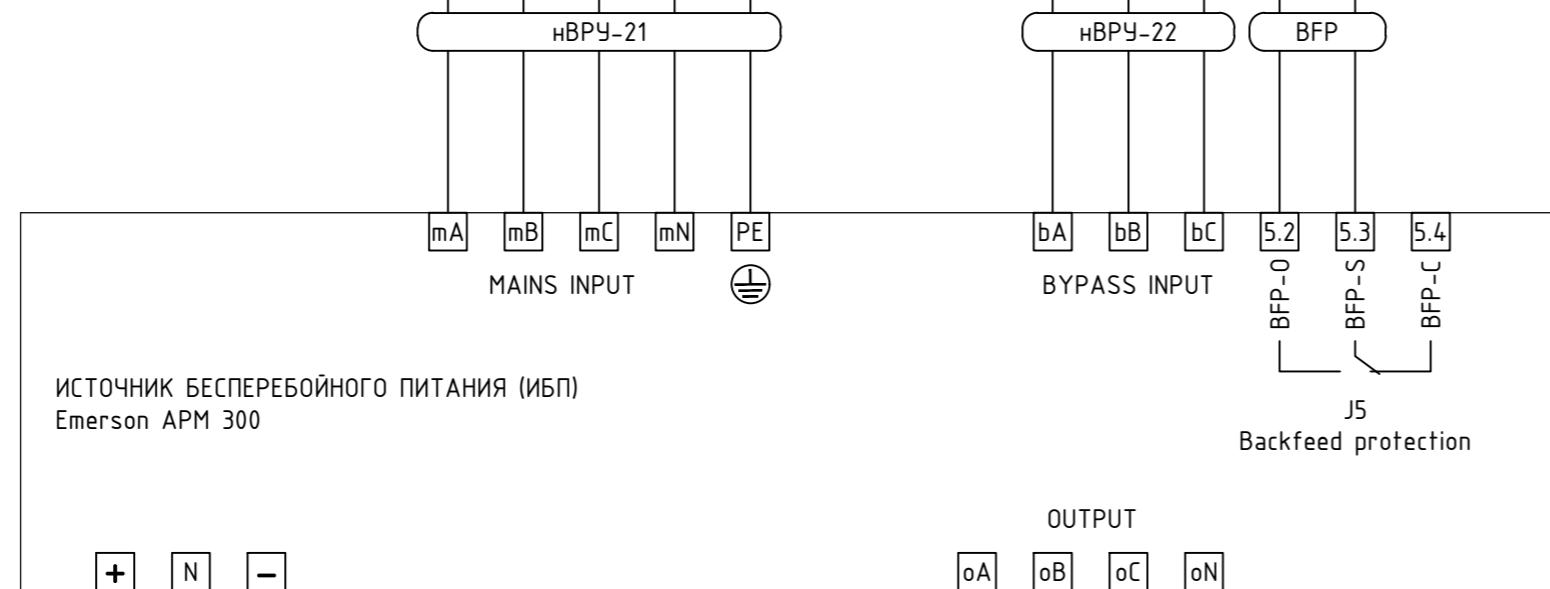 нВРУ-21
нВРУ-22
BFP
mA mB mC mN PE
bA bB bC 5.2 5.3 5.4
MAINS INPUT
BYPASS INPUT
BFP-O
BFP-S
BFP-C
ИСТОЧНИК БЕСПЕРЕБОЙНОГО ПИТАНИЯ (ИБП)
Emerson APM 300
J5
Backfeed protection
OUTPUT
+ N −
oA oB oC oN